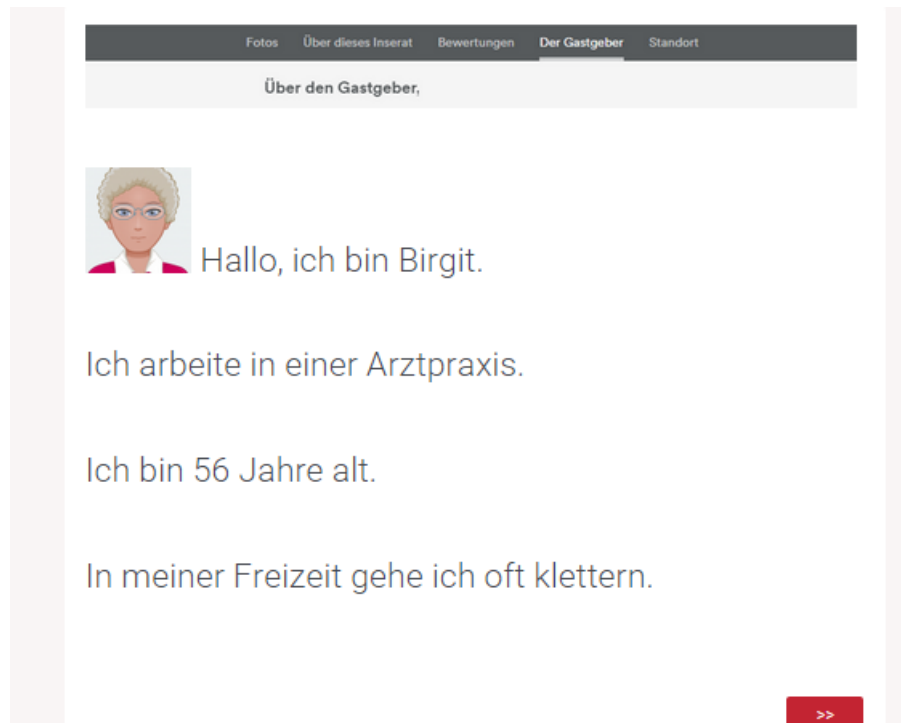 Fotos Über dieses Inserat Bewertungen Der Gastgeber Standort
Über den Gastgeber,
Hallo, ich bin Birgit.
Ich arbeite in einer Arztpraxis.
Ich bin 56 Jahre alt.
In meiner Freizeit gehe ich oft klettern.
>>